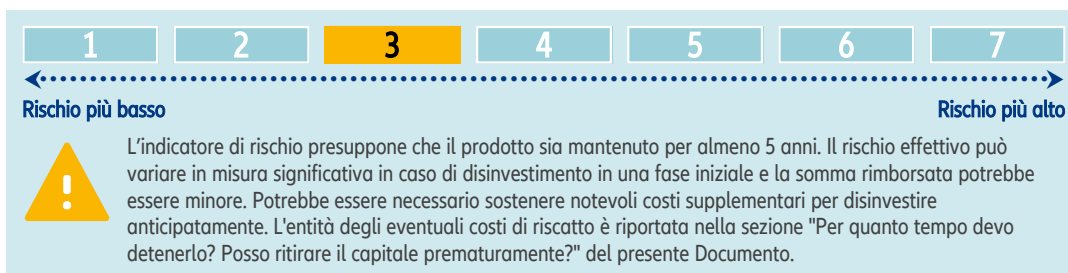 1 2 3 4 5 6 7
Rischio più basso Rischio più alto
L'indicatore di rischio presuppone che il prodotto sia mantenuto per almeno 5 anni. Il rischio effettivo può
variare in misura significativa in caso di disinvestimento in una fase iniziale e la somma rimborsata potrebbe
essere minore. Potrebbe essere necessario sostenere notevoli costi supplementari per disinvestire
anticipatamente. L'entità degli eventuali costi di riscatto è riportata nella sezione "Per quanto tempo devo
detenerlo? Posso ritirare il capitale prematuramente?" del presente Documento.